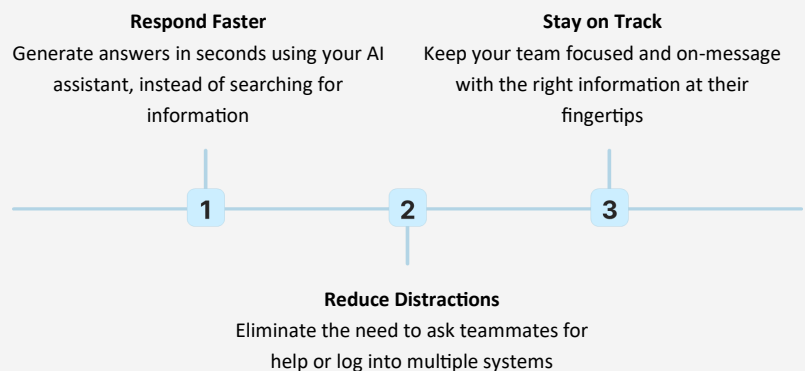 Respond Faster
Generate answers in seconds using your AI
assistant, instead of searching for
information
Stay on Track
Keep your team focused and on-message
with the right information at their
fingertips
1
2
3
Reduce Distractions
Eliminate the need to ask teammates for
help or log into multiple systems